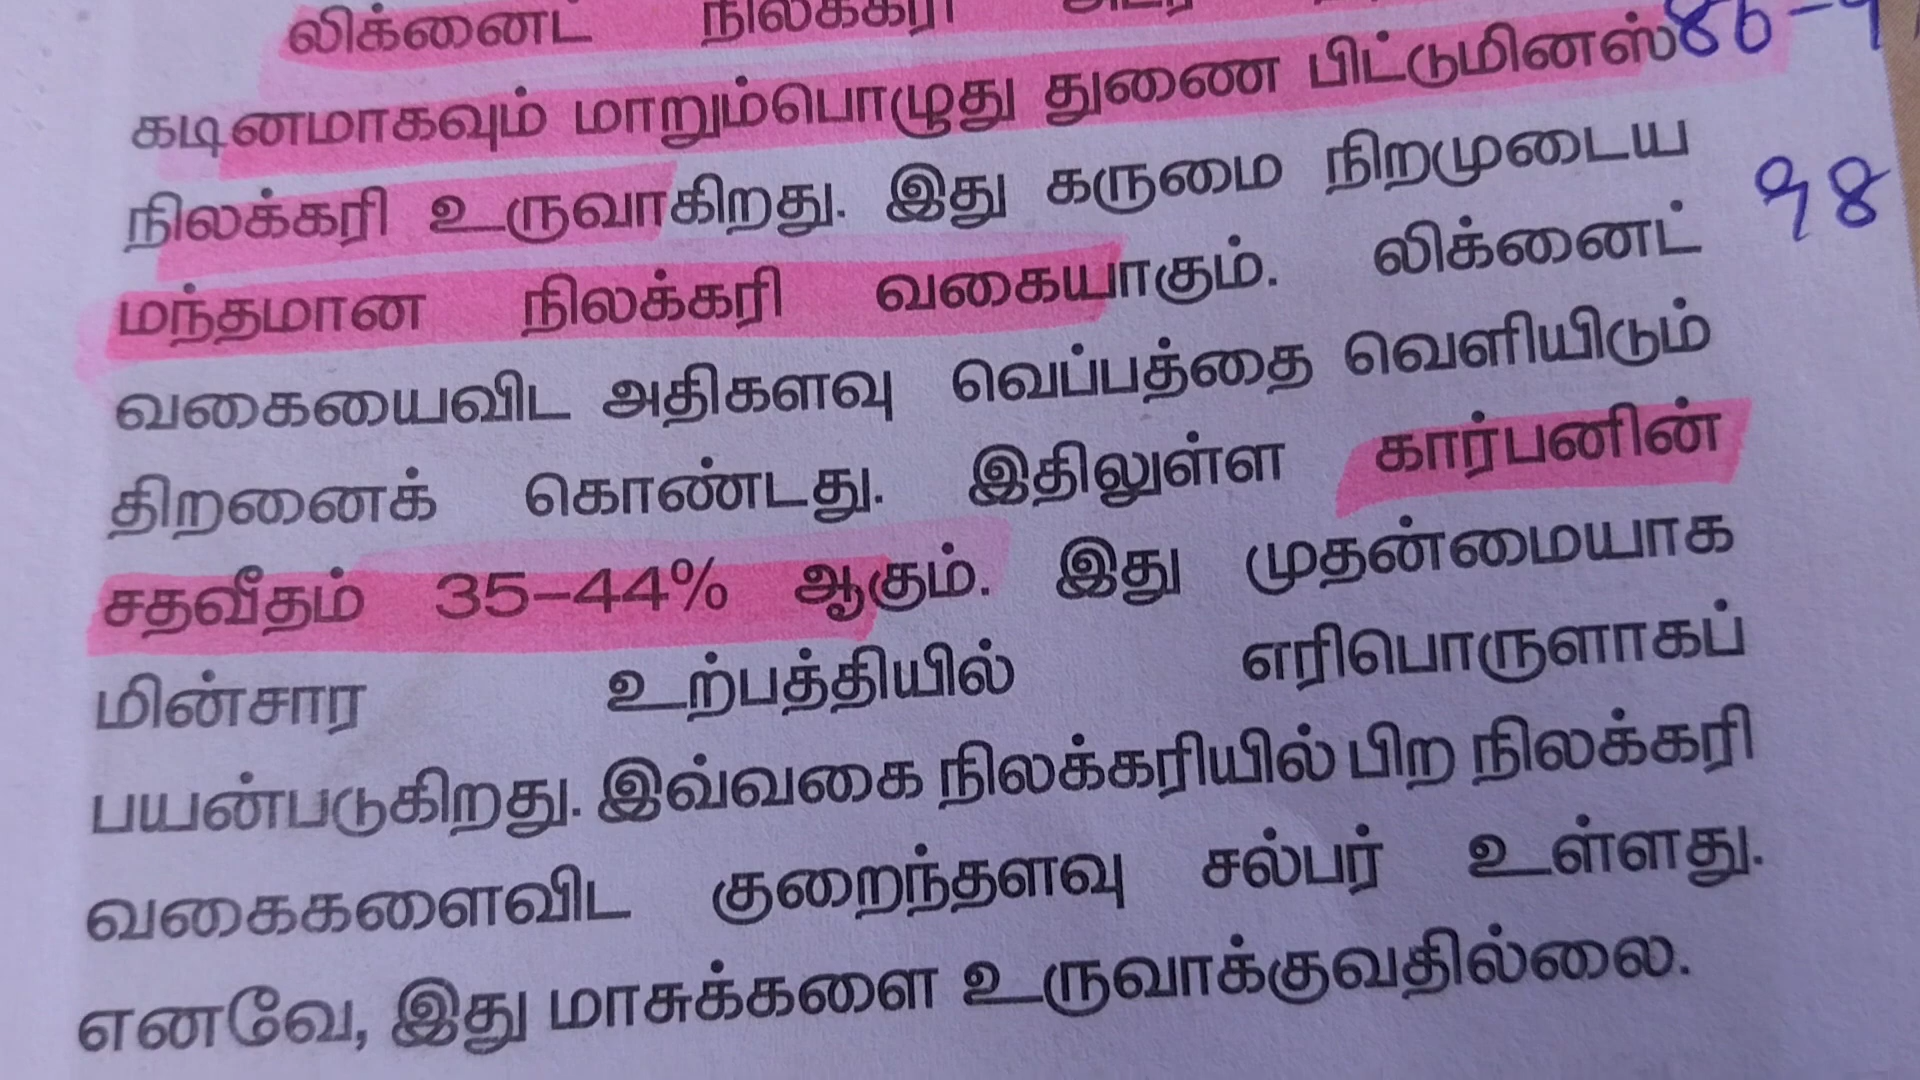 லிக்னைட் நிலக்கரி
கடினமாகவும் மாறும்பொழுது துணை பிட்டுமினஸ்
நிலக்கரி உருவாகிறது. இது கருமை நிறமுடைய
98
மந்தமான நிலக்கரி வகையாகும். லிக்னைட்
வகையைவிட அதிகளவு வெப்பத்தை வெளியிடும்
திறனைக் கொண்டது. இதிலுள்ள கார்பனின்
சதவீதம் 35–44% ஆகும். இது முதன்மையாக
மின்சார உற்பத்தியில் எரிபொருளாகப்
பயன்படுகிறது. இவ்வகை நிலக்கரியில் பிற நிலக்கரி
வகைகளைவிட குறைந்தளவு சல்பர் உள்ளது.
எனவே, இது மாசுக்களை உருவாக்குவதில்லை.